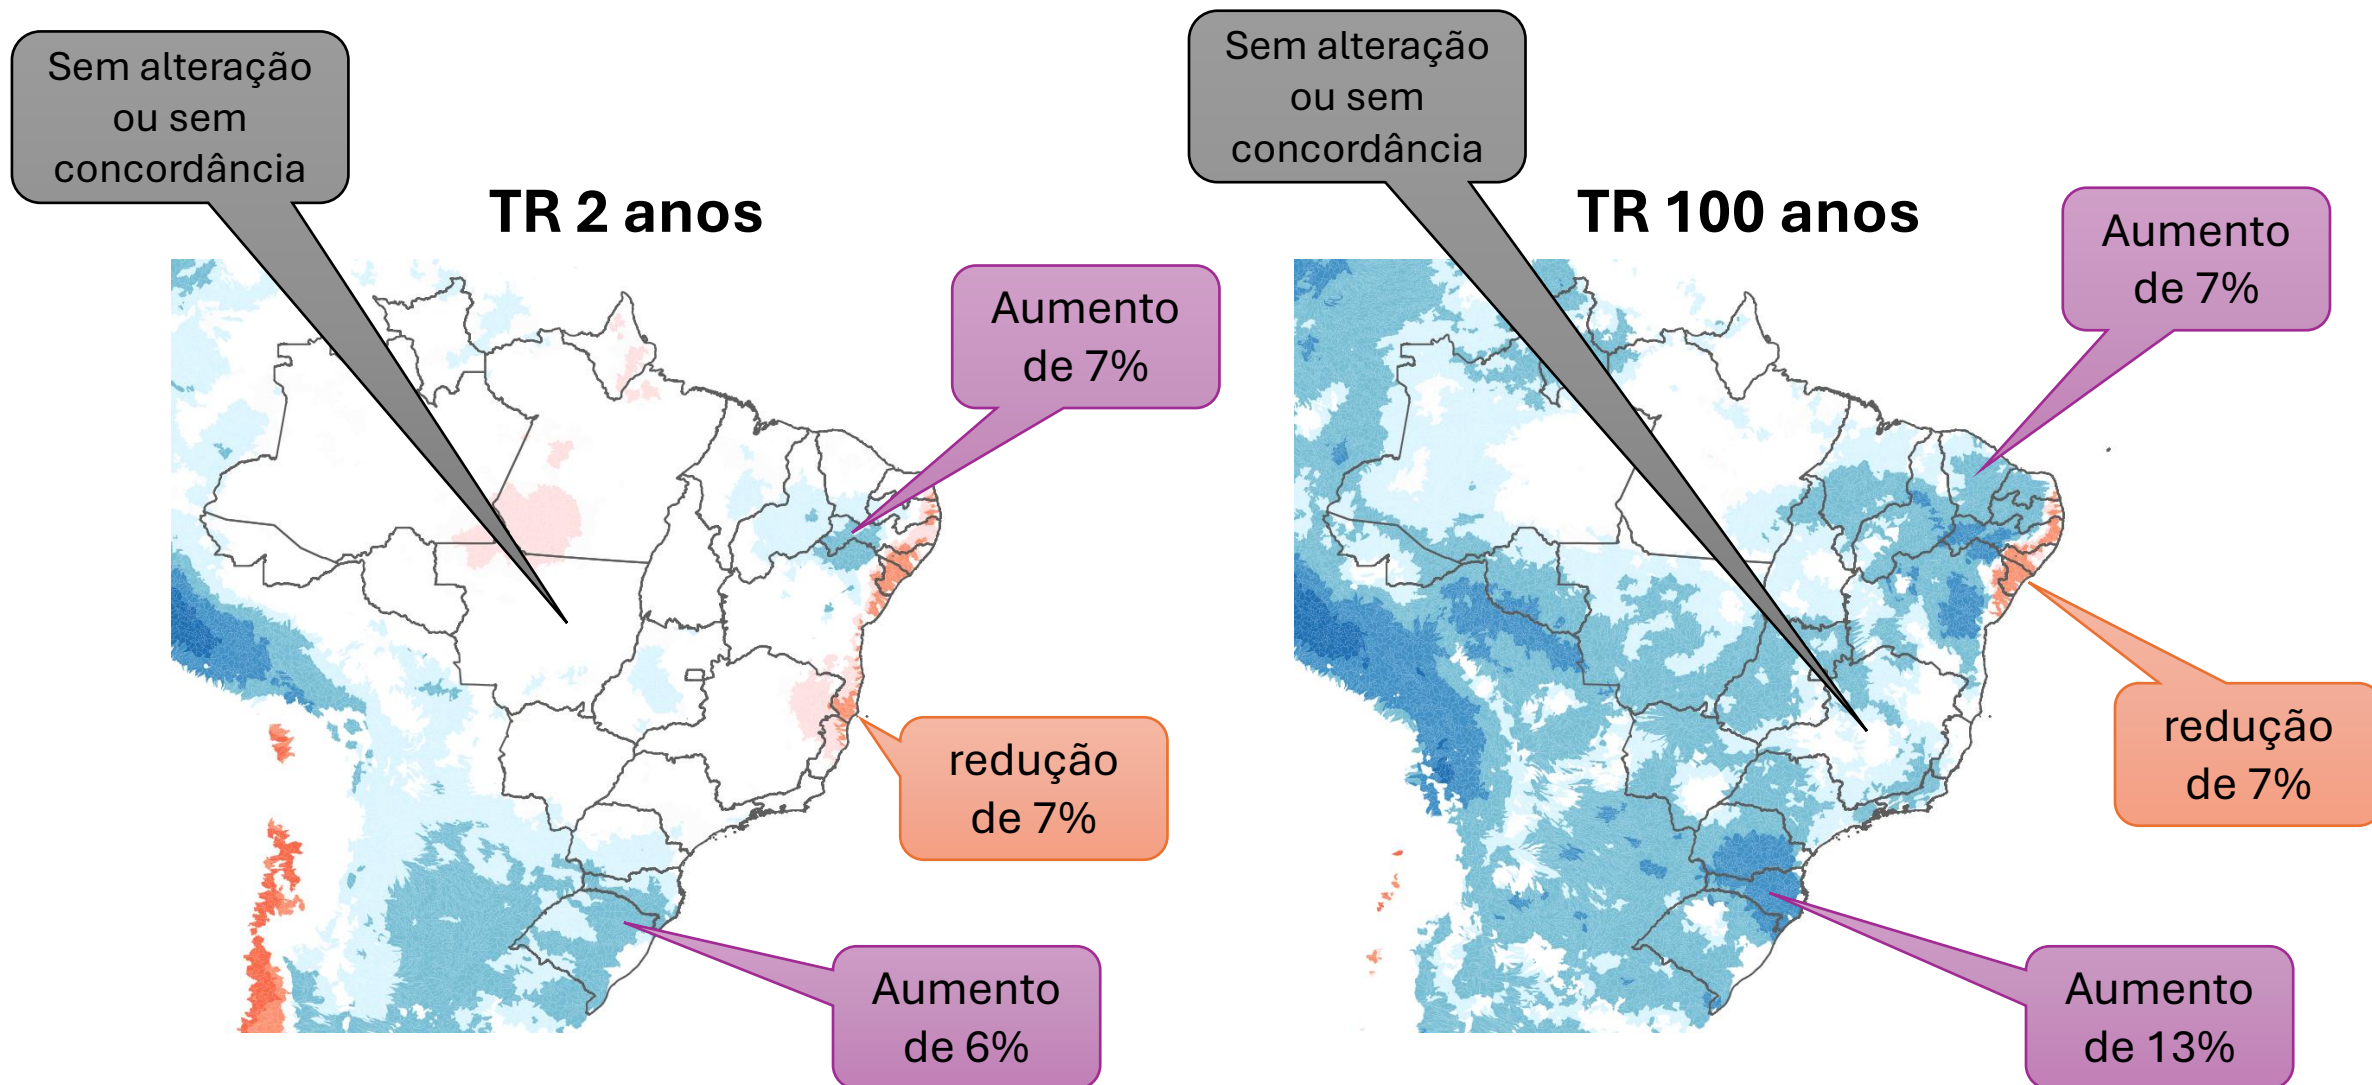 Sem alteração
ou sem
concordância
TR 2 anos
Aumento
de 7%
redução
de 7%
Aumento
de 6%
Sem alteração
ou sem
concordância
TR 100 anos
Aumento
de 7%
redução
de 7%
Aumento
de 13%